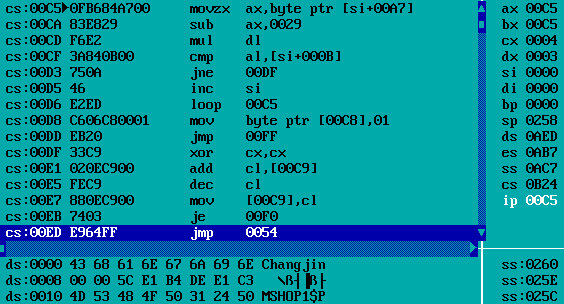 cs:00C5►0FB684A700 movzx ax,byte ptr [si+00A7] ax 00C5
cs:00CA 83E829 sub ax,0029 bx 00C5
cs:00CD F6E2 mul dl cx 0004
cs:00CF 3A840B00 cmp al,[si+000B] dx 0003
cs:00D3 750A jne 00DF si 0000
cs:00D5 46 inc si di 0000
cs:00D6 E2ED loop 00C5 bp 0000
cs:00D8 C606C80001 mov byte ptr [00C8],01 sp 0258
cs:00DD EB20 jmp 00FF ds 0AED
cs:00DF 33C9 xor cx,cx es 0AB7
cs:00E1 020EC900 add cl,[00C9] ss 0AC7
cs:00E5 FEC9 dec cl cs 0B24
cs:00E7 880EC900 mov [00C9],cl ip 00C5
cs:00EB 7403 je 00F0
cs:00ED E964FF jmp 0054
ds:0000 43 68 61 6E 67 6A 69 6E Changjin ss:0260
ds:0008 00 00 5C E1 B4 DE E1 C3 \ß┤▐ß├ ss:025E
ds:0010 4D 53 48 4F 50 31 24 50 MSHOP1$P ss:025C